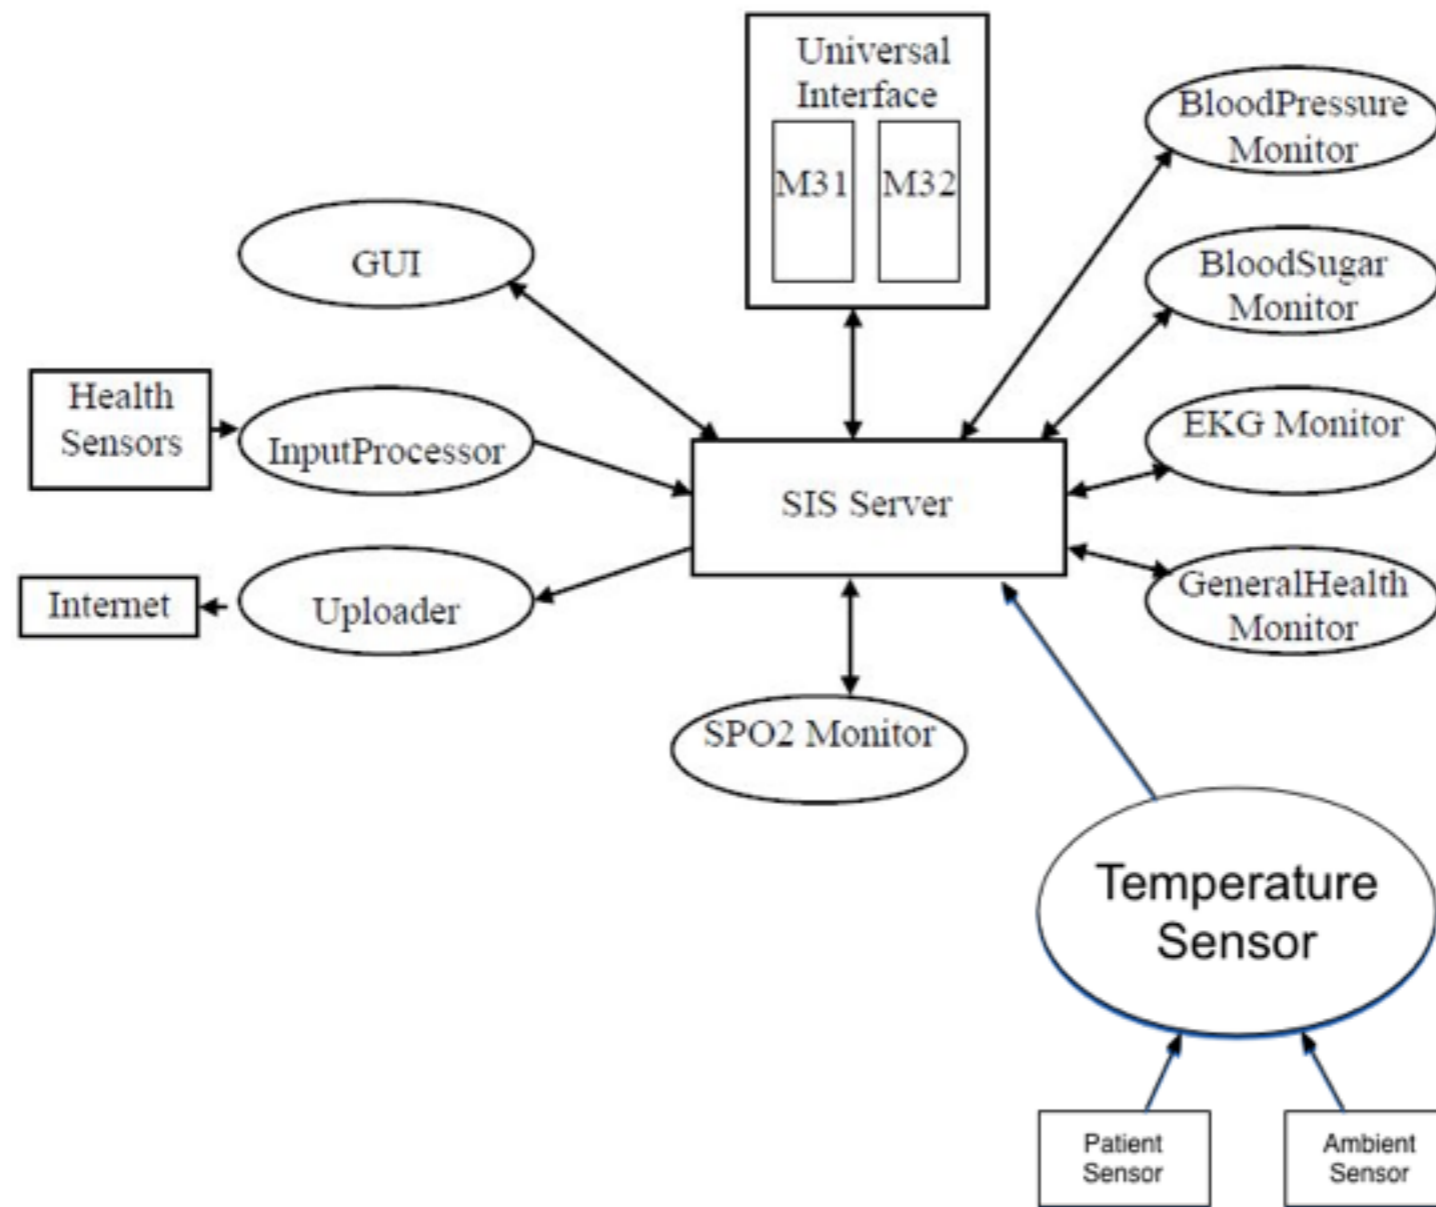 Universal
Interface
M31
M32
BloodPressure
Monitor
GUI
BloodSugar
Monitor
Health
Sensors
InputProcessor
EKG Monitor
SIS Server
Internet
Uploader
GeneralHealth
Monitor
SPO2 Monitor
Temperature
Sensor
Patient
Sensor
Ambient
Sensor